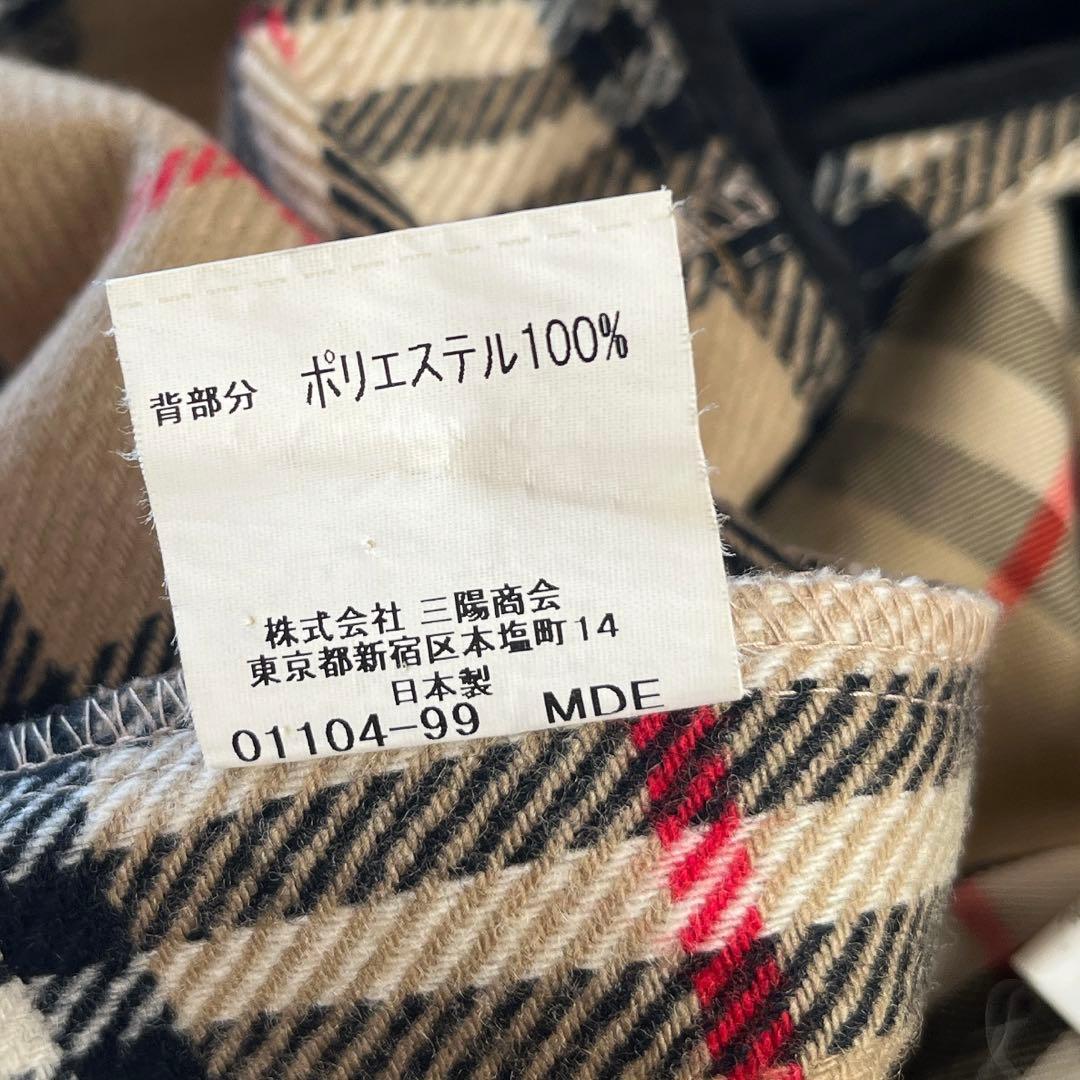 背部分 ポリエステル100%
株式会社 三陽商会
東京都新宿区本塩町14
日本製
01104-99 MDE